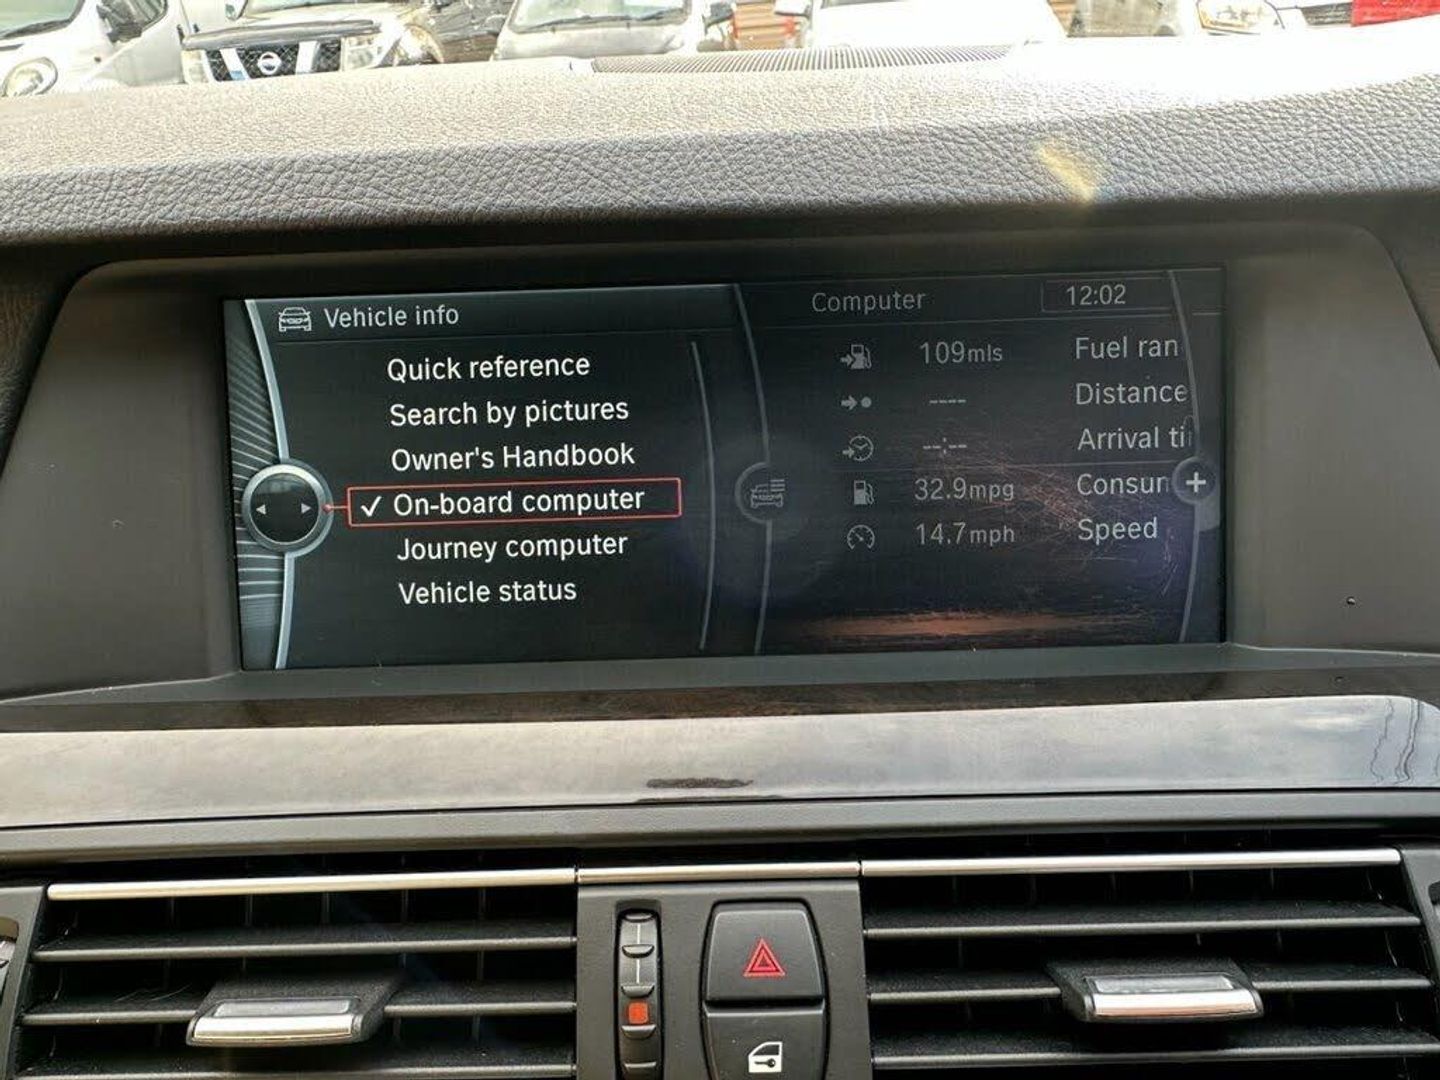 Vehicle info
Quick reference
Search by pictures
Owner's Handbook
✓ On-board computer
Journey computer
Vehicle status
Computer 12:02
109mls Fuel ran
---- Distance
--:-- Arrival ti
32.9mpg Consun
14.7mph Speed